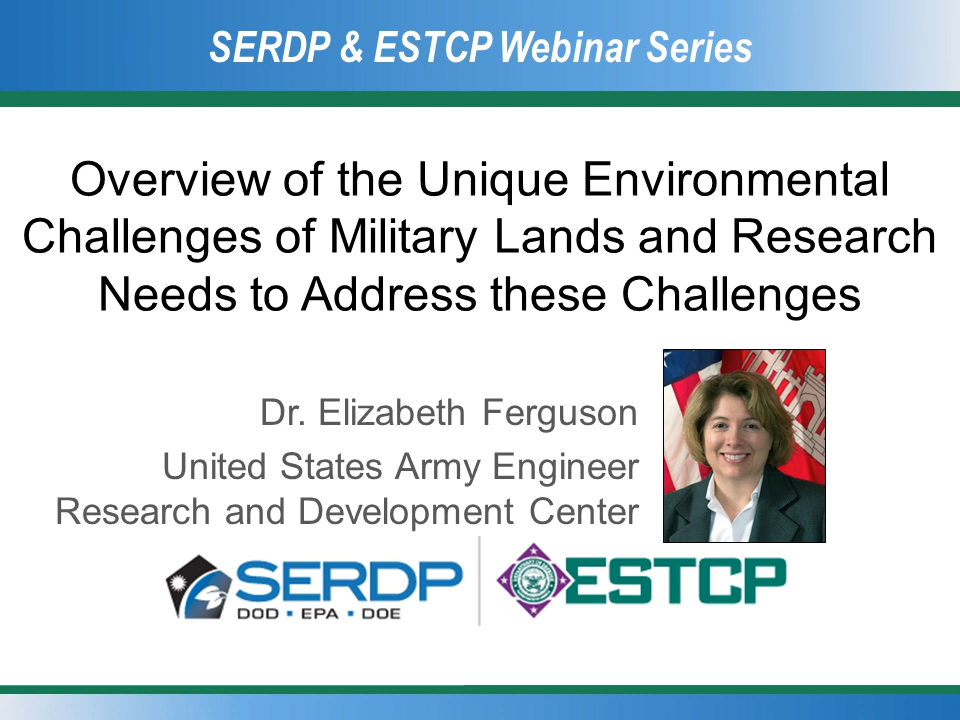 SERDP & ESTCP Webinar Series
Overview of the Unique Environmental
Challenges of Military Lands and Research
Needs to Address these Challenges
Dr. Elizabeth Ferguson
United States Army Engineer
Research and Development Center
SERDP
DOD • EPA • DOE
ESTCP